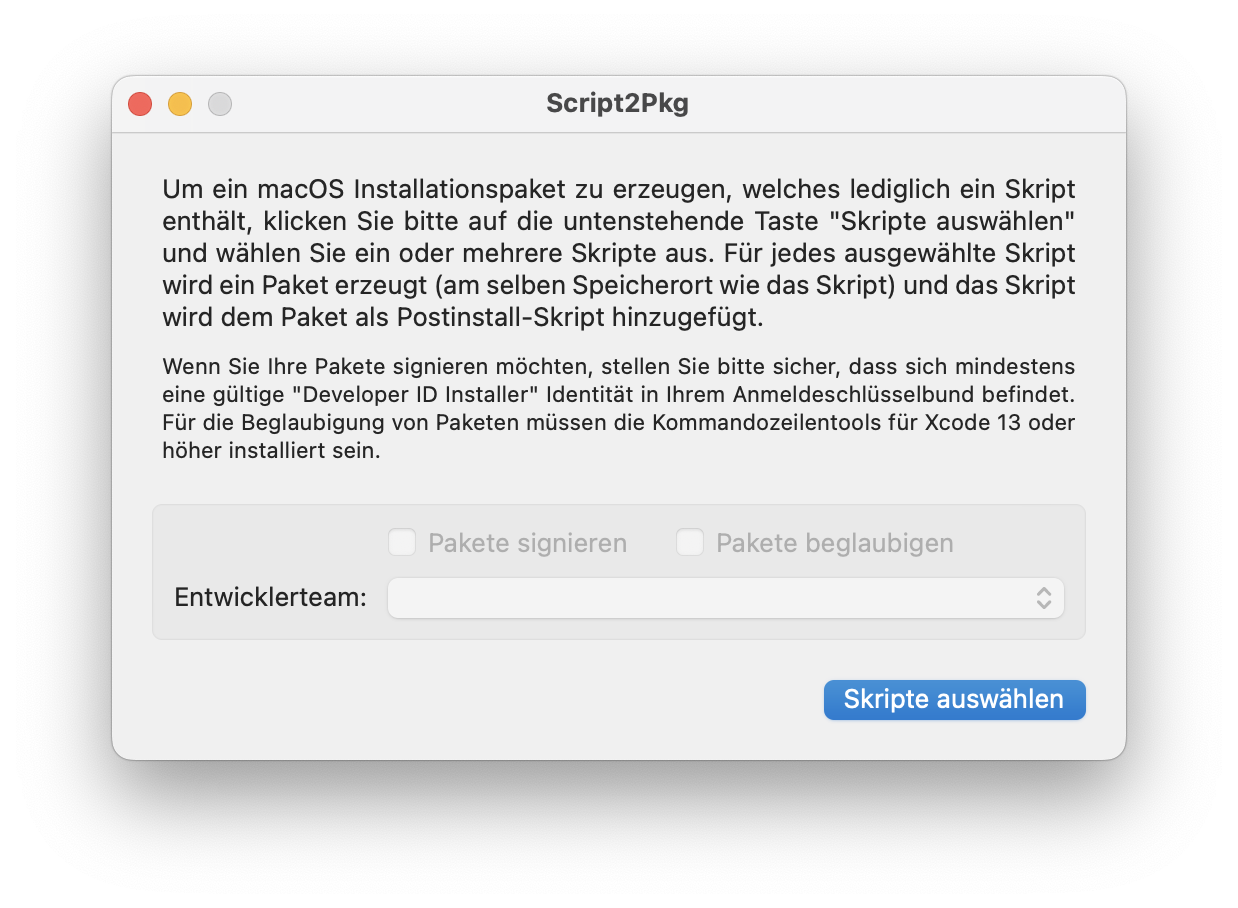 Script2Pkg
Um ein macOS Installationspaket zu erzeugen, welches lediglich ein Skript
enthält, klicken Sie bitte auf die untenstehende Taste "Skripte auswählen"
und wählen Sie ein oder mehrere Skripte aus. Für jedes ausgewählte Skript
wird ein Paket erzeugt (am selben Speicherort wie das Skript) und das Skript
wird dem Paket als Postinstall-Skript hinzugefügt.
Wenn Sie Ihre Pakete signieren möchten, stellen Sie bitte sicher, dass sich mindestens
eine gültige "Developer ID Installer" Identität in Ihrem Anmeldeschlüsselbund befindet.
Für die Beglaubigung von Paketen müssen die Kommandozeilentools für Xcode 13 oder
höher installiert sein.
Pakete signieren Pakete beglaubigen
Entwicklerteam:
Skripte auswählen